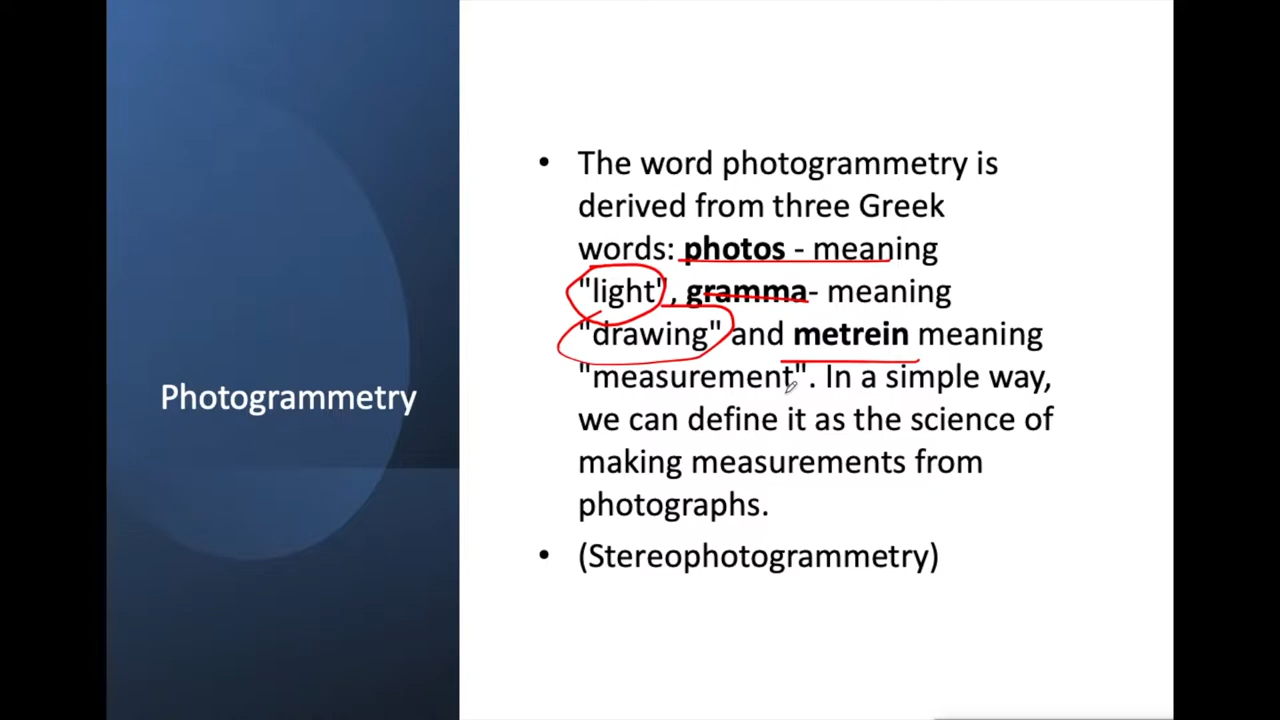 Photogrammetry
• The word photogrammetry is
derived from three Greek
words: photos - meaning
"light", gramma- meaning
"drawing" and metrein meaning
"measurement". In a simple way,
we can define it as the science of
making measurements from
photographs.
• (Stereophotogrammetry)